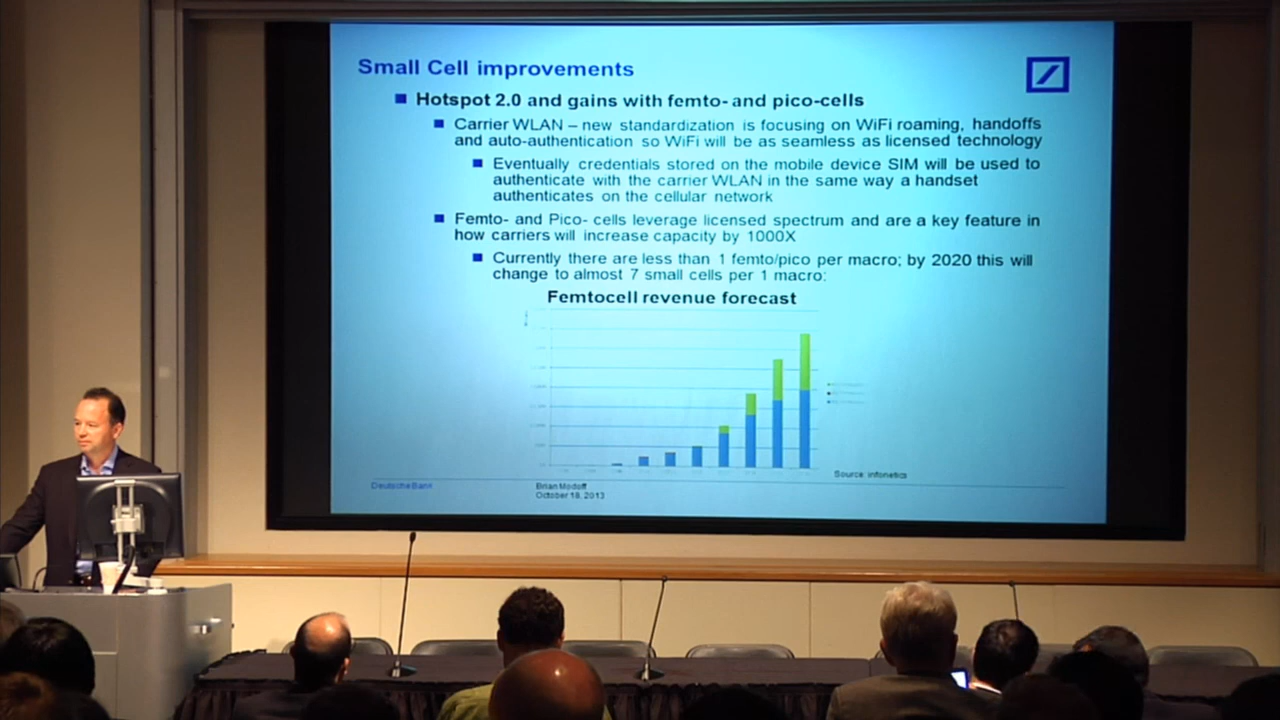 Small Cell improvements
Hotspot 2.0 and gains with femto- and pico-cells
Carrier WLAN – new standardization is focusing on WiFi roaming, handoffs
and auto-authentication so WiFi will be as seamless as licensed technology
Eventually credentials stored on the mobile device SIM will be used to
authenticate with the carrier WLAN in the same way a handset
authenticates on the cellular network
Femto- and Pico- cells leverage licensed spectrum and are a key feature in
how carriers will increase capacity by 1000X
Currently there are less than 1 femto/pico per macro; by 2020 this will
change to almost 7 small cells per 1 macro:
Femtocell revenue forecast
Source: infonetics
Deutsche Bank
Brian Modoff
October 18, 2013